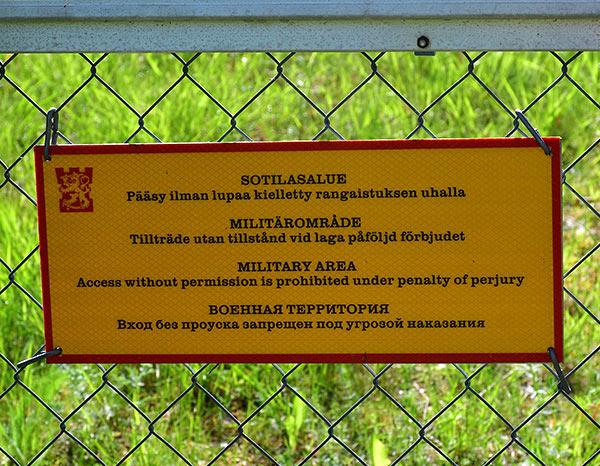 SOTILASALUE
Pääsy ilman lupaa kielletty rangaistuksen uhalla
MILITÄROMRÅDE
Tillträde utan tillstånd vid laga påföljd förbjudet
MILITARY AREA
Access without permission is prohibited under penalty of perjury
ВОЕННАЯ ТЕРРИТОРИЯ
Вход без проуска запрещен под угрозой наказания